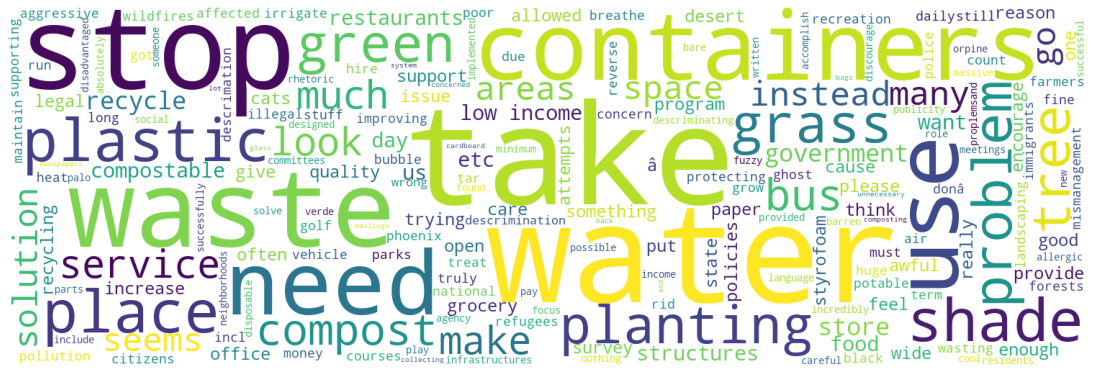 aggressive
wildfires
affected
irrigate
restaurants
poor
allowed
breathe
desert
recreation
dailystill
reason
supporting
run
disadvantaged
absolutely
someone
got
stop
green
containers
go
one
successful
hire
rhetoric
system
concerned
implemented
support
due
reverse
bare
written
accomplish
discourage
police
orpine
count
massive
farmers
legal
recycle
descrimation
lot
cats
illegal
stuff
much
issue
areas
space
bags
instead
many
publicity
fine
maintain
long
social
designed
improving
low income
concern
program
descriminating
grass
want
role
meetings
encourage
immigrants
plastic
glass
look
day
bubble
etc
minimum
cardboard
take
attempts
â
fuzzy
government
problem
proplemsand
tree
new
newspapers
heat
palo
compostable
committees
give
quality
us
wrong
tar
found
protecting
grow
ghost
cause
please
donâ
landscaping
mismanagement
waste
solve
verde
golf
mailings
successfully
trying
care
discrimination
something
back
bus
provided
barren
paper
think
unnecessary
composting
use
really
air
must
good
allergic
solution
recycling
parts
service
often
vehicle
parks
phoenix
open
treat
possible
put
water
state
policies
language
styrofoam
huge
awful
potable
feel
term
provide
forests
increase
neighborhoods
disposable
need
truly
national
grocery
and
income
rid
incredibly
place
include
seems
incl
compost
agency
refugees
pay
focus
make
planting
store
food
shade
pollution
citizens
office
money
courses
collecting
play
infrastructures
nothing
survey
structures
careful
black
wide
wasting
cool
enough
residents